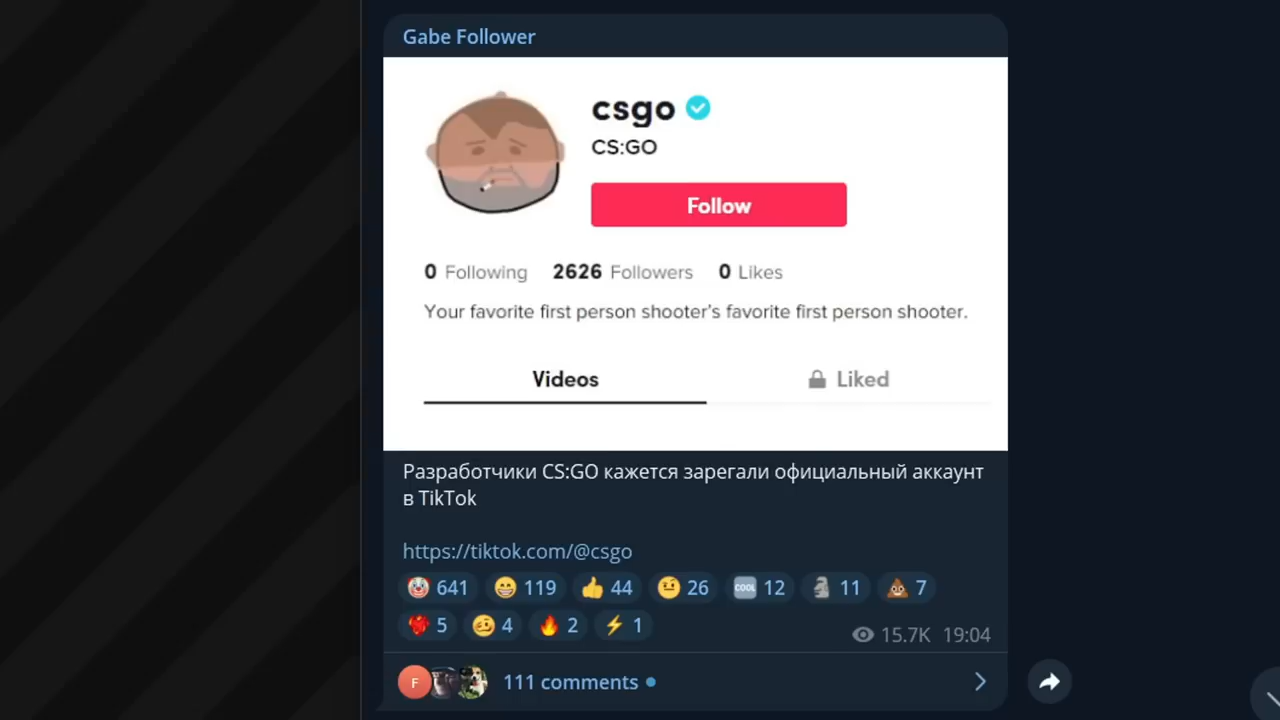 Gabe Follower
csgo
CS:GO
Follow
0 Following 2626 Followers 0 Likes
Your favorite first person shooter's favorite first person shooter.
Videos Liked
Разработчики CS:GO кажется зарегали официальный аккаунт
в TikTok
https://tiktok.com/@csgo
641 119 44 26 COOL 12 11 7
5 4 2 1
15.7K 19:04
F 111 comments